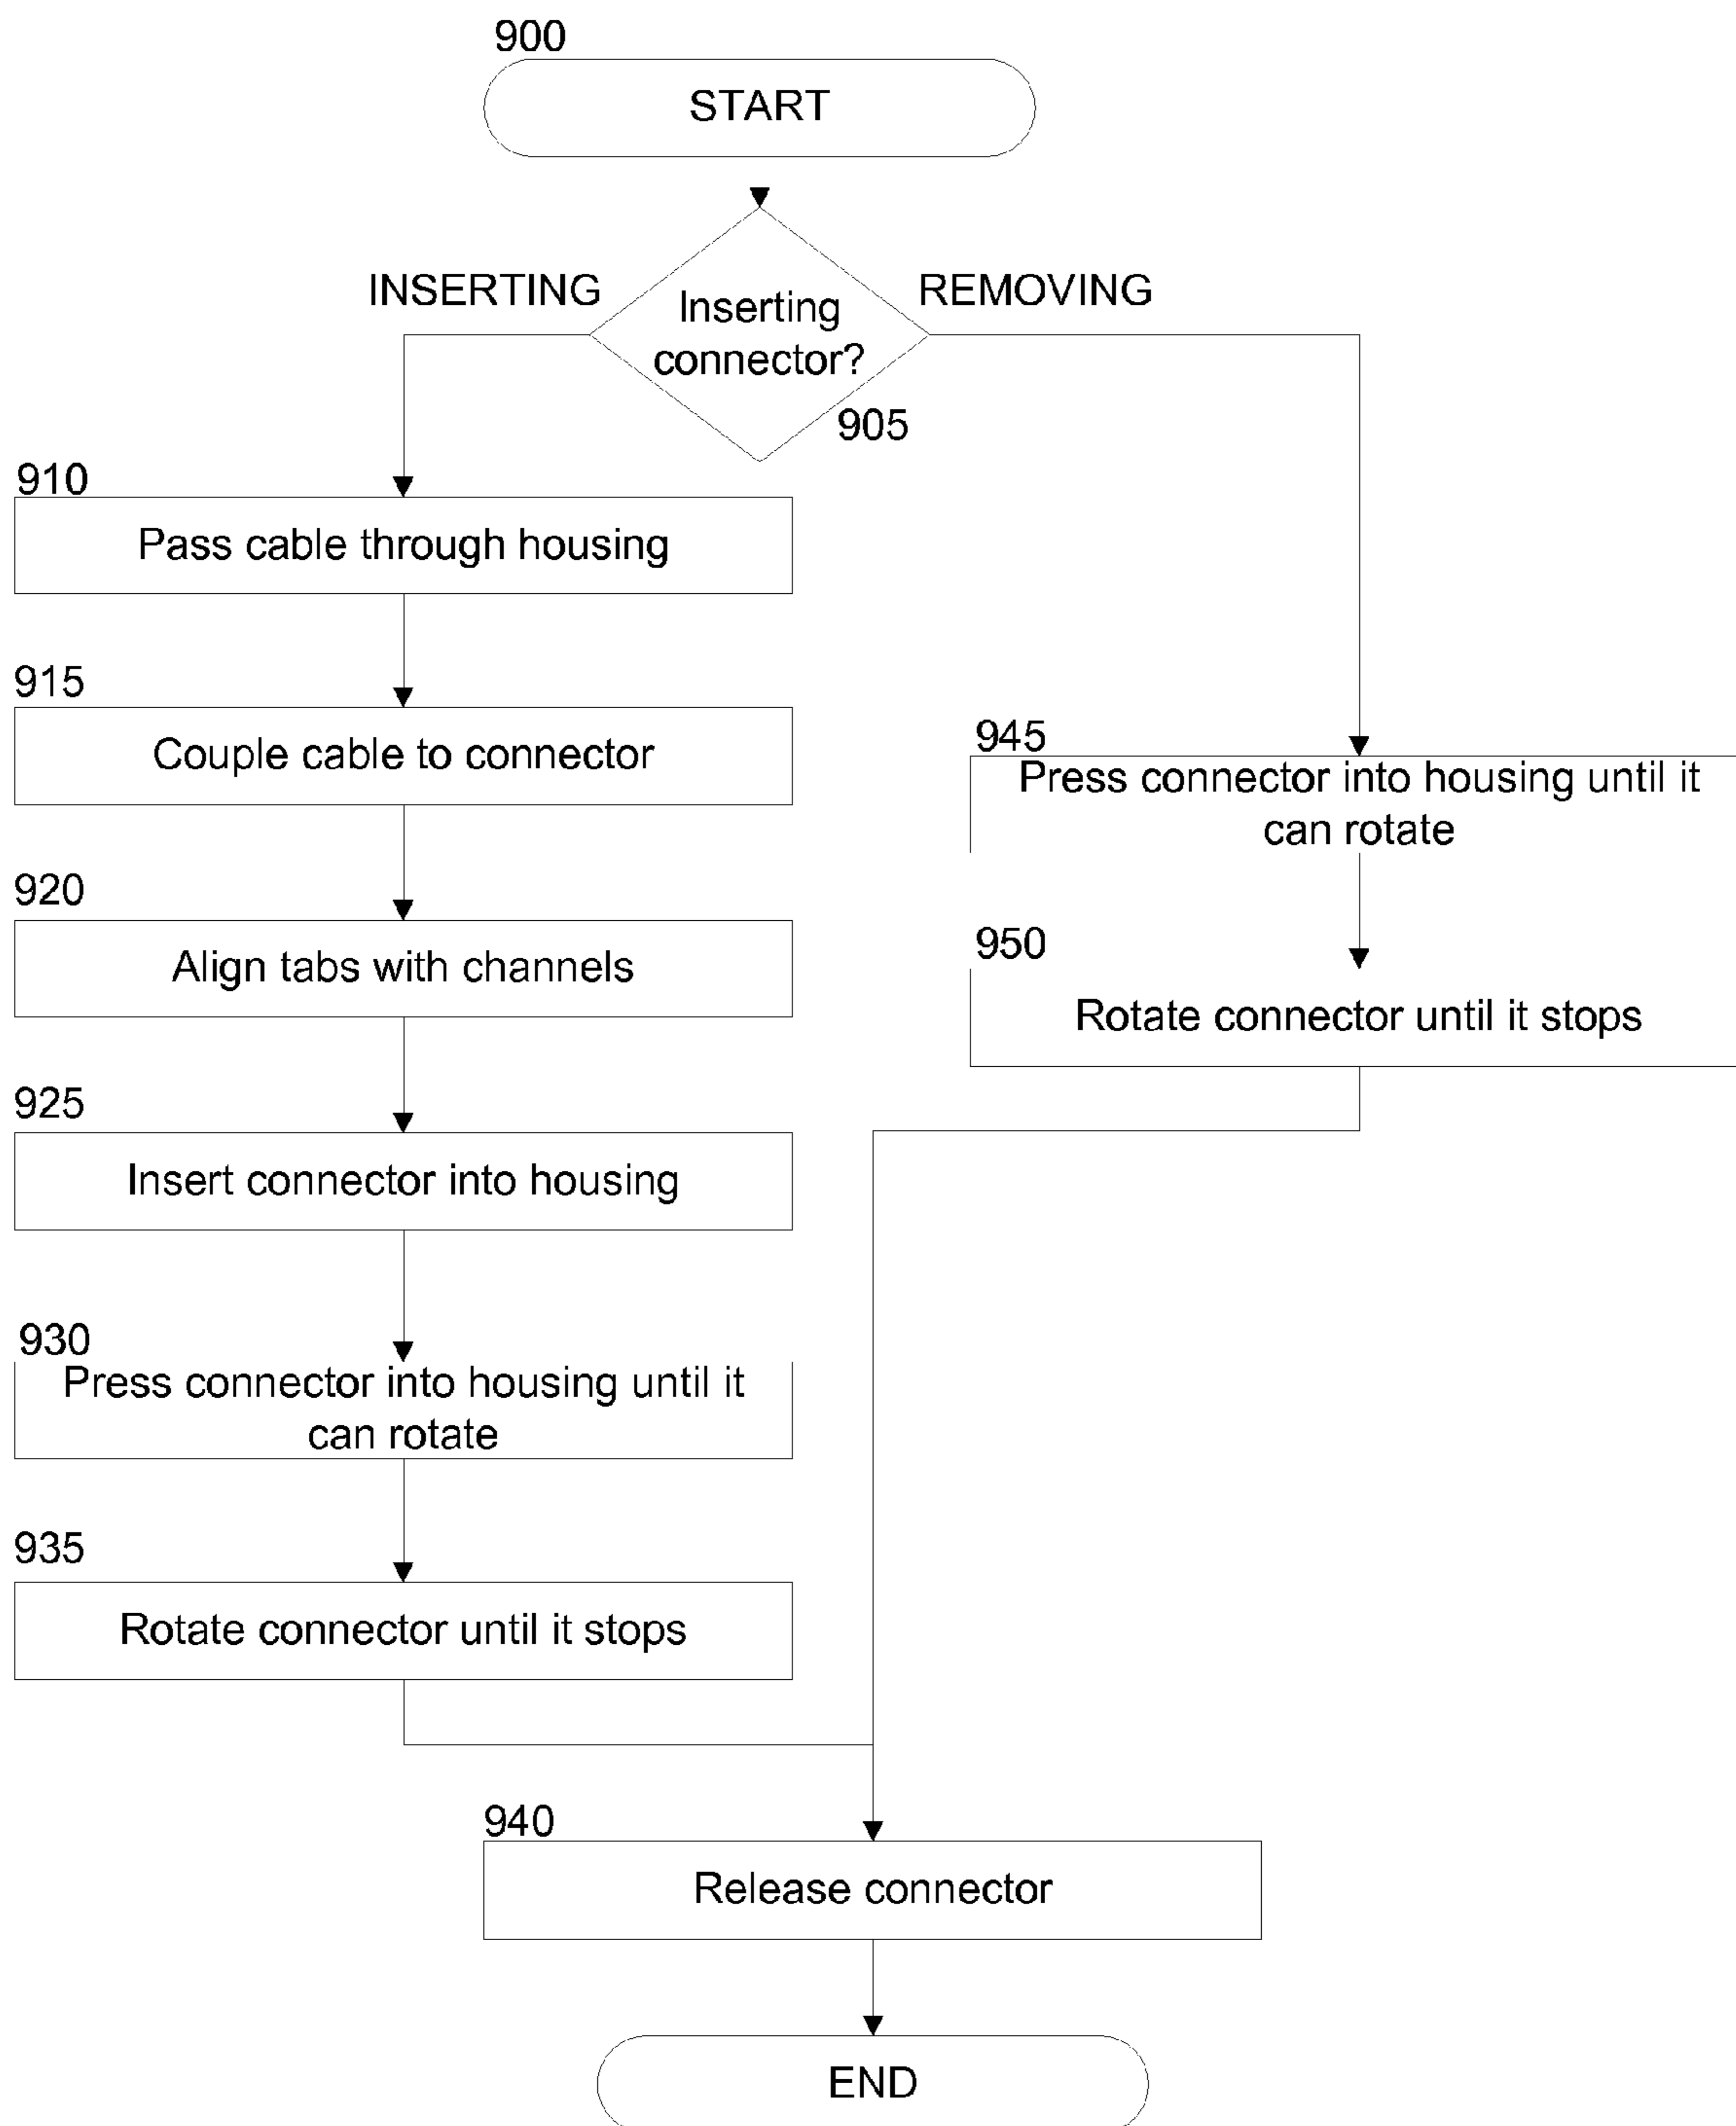 900
START
INSERTING
REMOVING
Inserting
connector?
905
910
Pass cable through housing
915
Couple cable to connector
920
Align tabs with channels
925
Insert connector into housing
930
Press connector into housing until it
can rotate
935
Rotate connector until it stops
945
Press connector into housing until it
can rotate
950
Rotate connector until it stops
940
Release connector
END